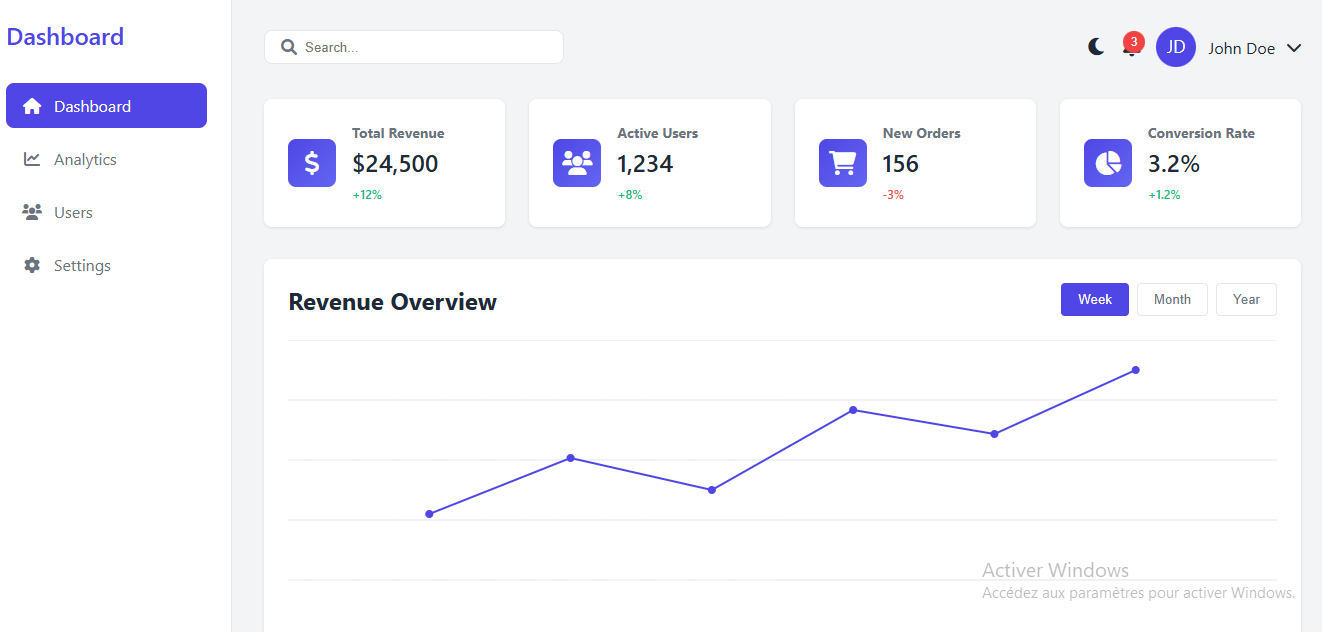 Dashboard
Search...
3
JD
John Doe
Dashboard
Analytics
Users
Settings
Total Revenue
$24,500
+12%
Active Users
1,234
+8%
New Orders
156
-3%
Conversion Rate
3.2%
+1.2%
Revenue Overview
Week
Month
Year
Activer Windows
Accédez aux paramètres pour activer Windows.